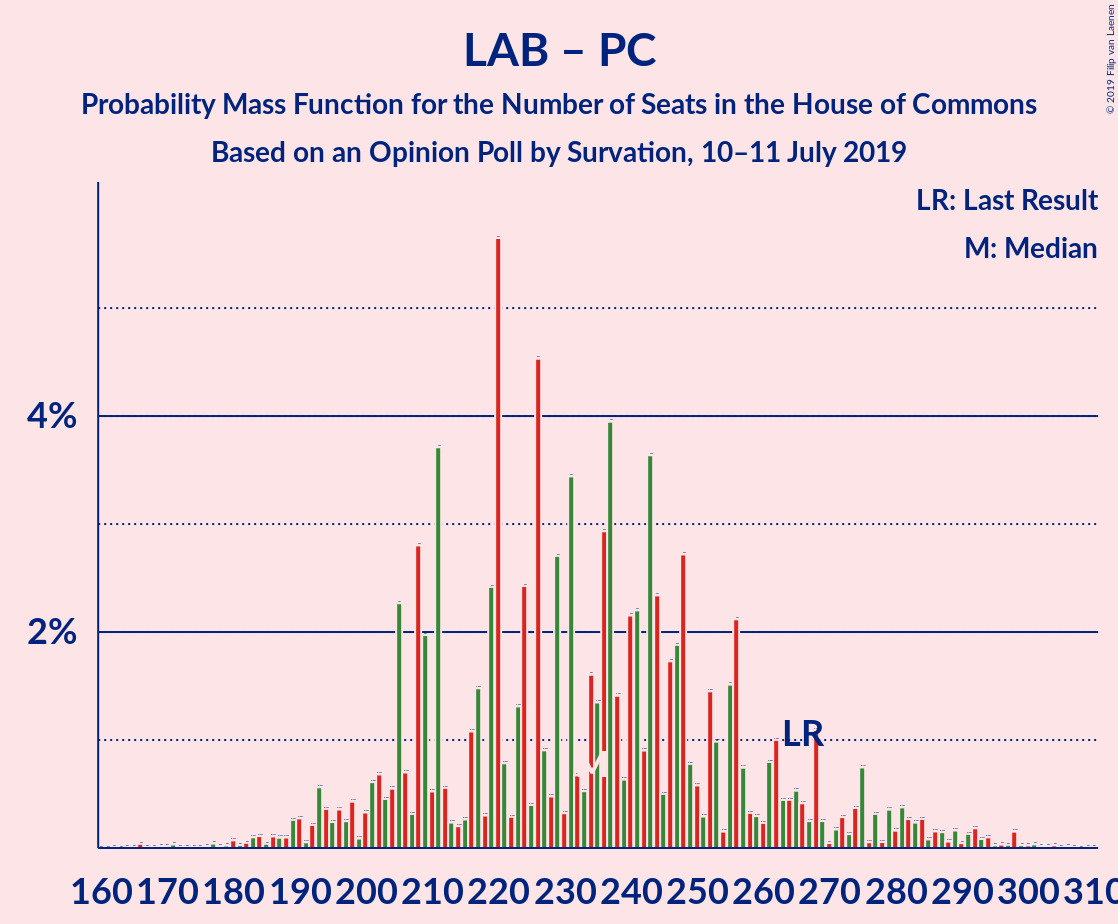 LAB – PC
Probability Mass Function for the Number of Seats in the House of Commons
Based on an Opinion Poll by Survation, 10–11 July 2019
© 2019 Filip van Laenen
LR: Last Result
M: Median
4%
2%
LR
160 170 180 190 200 210 220 230 240 250 260 270 280 290 300 310